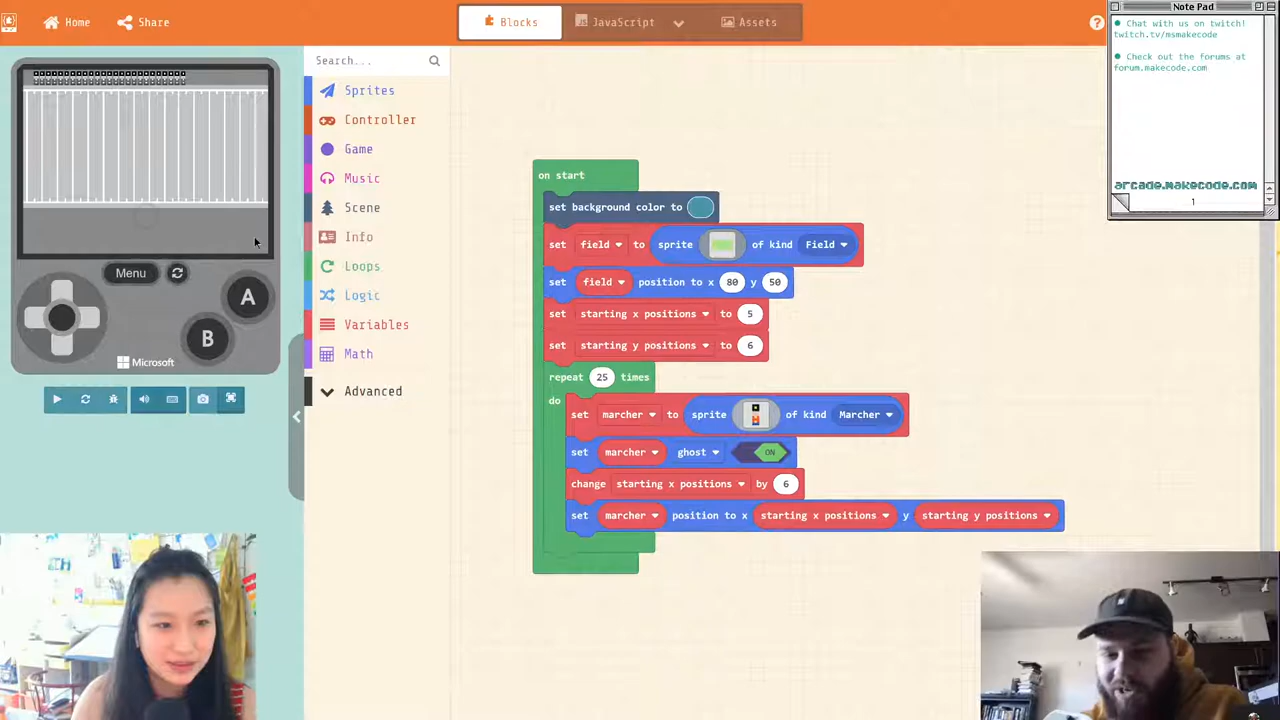 Home
Share
Blocks
JavaScript
Assets
?
Note Pad
Chat with us on twitch!
twitch.tv/msmakecode
Check out the forums at
forum.makecode.com
arcade.makecode.com
1
Search...
Sprites
Controller
Game
Music
Scene
Info
Loops
Logic
Variables
Math
Advanced
Menu
A
B
Microsoft
on start
set background color to
set field to sprite of kind Field
set field position to x 80 y 50
set starting x positions to 5
set starting y positions to 6
repeat 25 times
do
set marcher to sprite of kind Marcher
set marcher ghost ON
change starting x positions by 6
set marcher position to x starting x positions y starting y positions